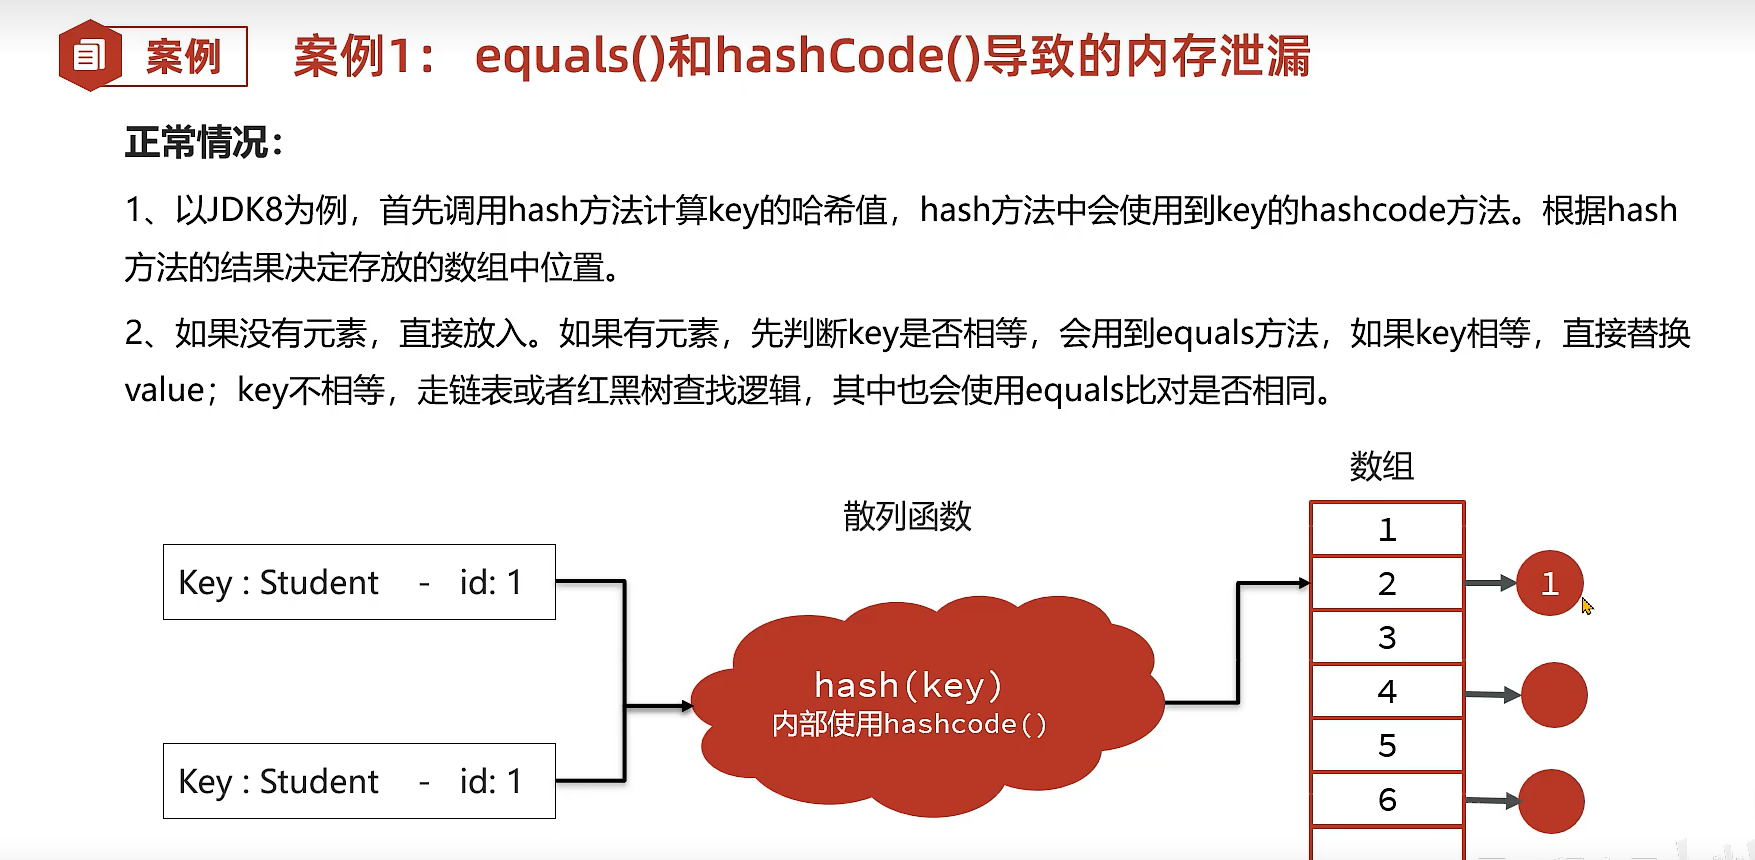 案例
案例1： equals()和hashCode()导致的内存泄漏
正常情况：
1、以JDK8为例，首先调用hash方法计算key的哈希值，hash方法中会使用到key的hashcode方法。根据hash
方法的结果决定存放的数组中位置。
2、如果没有元素，直接放入。如果有元素，先判断key是否相等，会用到equals方法，如果key相等，直接替换
value；key不相等，走链表或者红黑树查找逻辑，其中也会使用equals比对是否相同。
数组
散列函数
1
Key : Student - id: 1
2
1
3
hash(key)
4
内部使用hashcode()
5
Key : Student - id: 1
6